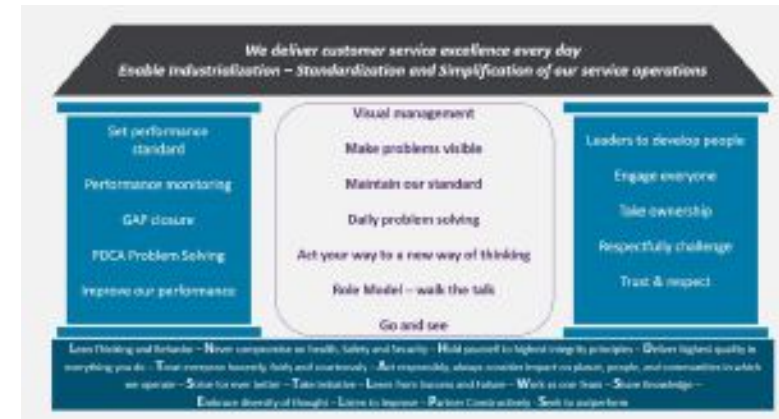 We deliver customer service excellence every day
Enable Industrialization – Standardization and Simplification of our service operations
Set performance
standard
Performance monitoring
GAP closure
PDCA Problem Solving
Improve our performance
Visual management
Make problems visible
Maintain our standard
Daily problem solving
Act your way to a new way of thinking
Role Model – walk the talk
Go and see
Leaders to develop people
Engage everyone
Take ownership
Respectfully challenge
Trust & respect
Lean Thinking and Behavior – Never compromise on health, Safety and Security – Hold yourself to highest integrity principles – Deliver highest quality in
everything you do – Treat everyone honestly, fairly and courteously – Act responsibly, always consider impact on planet, people, and communities in which
we operate – Strive for ever better – Take Initiative – Learn from Success and Failure – Work as one Team – Share Knowledge –
Embrace diversity of thought – Listen to Improve – Partner Constructively – Seek to outperform